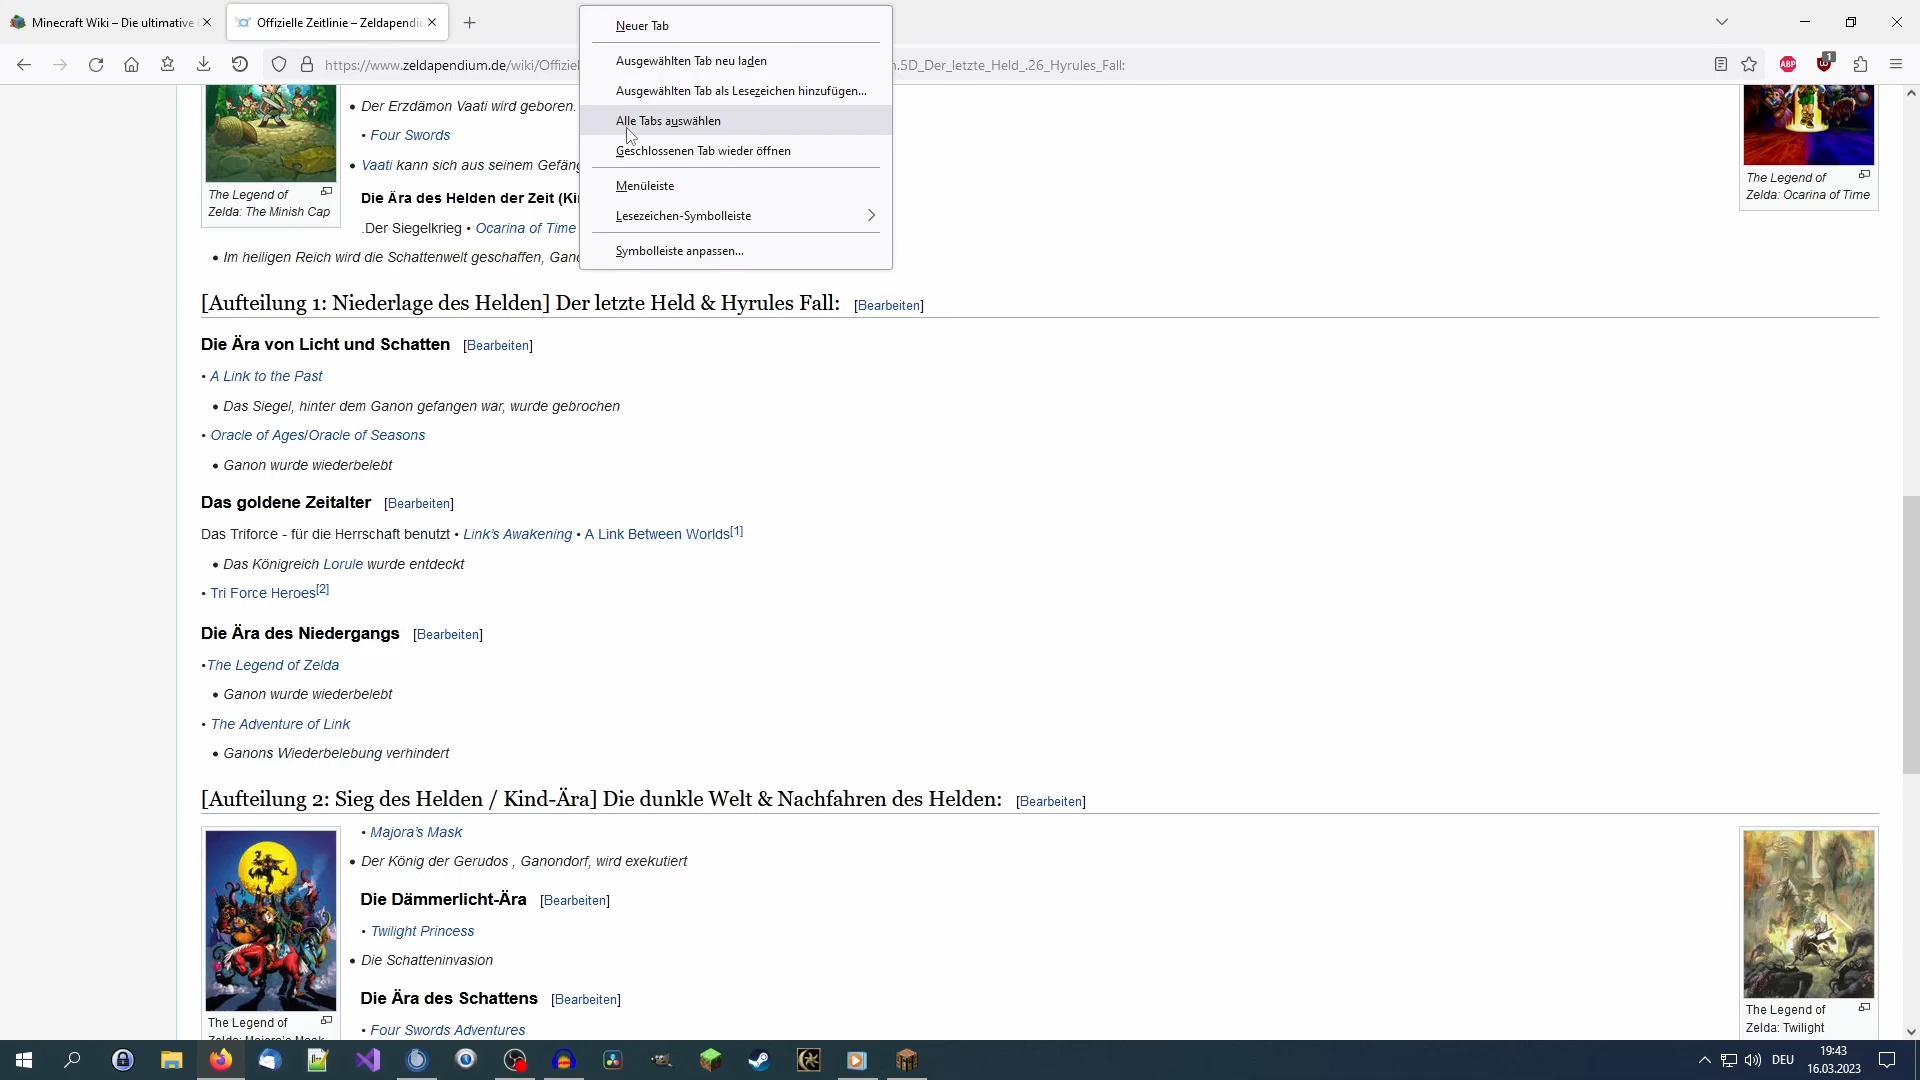 Minecraft Wiki – Die ultimative
Offizielle Zeitlinie – Zeldapendiu
https://www.zeldapendium.de/wiki/Offiziel
.5D_Der_letzte_Held_.26_Hyrules_Fall:
ABP
1
Neuer Tab
Ausgewählten Tab neu laden
Ausgewählten Tab als Lesezeichen hinzufügen...
Alle Tabs auswählen
Geschlossenen Tab wieder öffnen
Menüleiste
Lesezeichen-Symbolleiste
Symbolleiste anpassen...
• Der Erzdämon Vaati wird geboren.
• Four Swords
• Vaati kann sich aus seinem Gefäng
Die Ära des Helden der Zeit (Ki
.Der Siegelkrieg • Ocarina of Time
The Legend of
Zelda: The Minish Cap
The Legend of
Zelda: Ocarina of Time
• Im heiligen Reich wird die Schattenwelt geschaffen, Gano
[Aufteilung 1: Niederlage des Helden] Der letzte Held & Hyrules Fall: [Bearbeiten]
Die Ära von Licht und Schatten [Bearbeiten]
• A Link to the Past
• Das Siegel, hinter dem Ganon gefangen war, wurde gebrochen
• Oracle of Ages/Oracle of Seasons
• Ganon wurde wiederbelebt
Das goldene Zeitalter [Bearbeiten]
Das Triforce - für die Herrschaft benutzt • Link's Awakening • A Link Between Worlds[1]
• Das Königreich Lorule wurde entdeckt
• Tri Force Heroes[2]
Die Ära des Niedergangs [Bearbeiten]
•The Legend of Zelda
• Ganon wurde wiederbelebt
• The Adventure of Link
• Ganons Wiederbelebung verhindert
[Aufteilung 2: Sieg des Helden / Kind-Ära] Die dunkle Welt & Nachfahren des Helden: [Bearbeiten]
• Majora's Mask
• Der König der Gerudos , Ganondorf, wird exekutiert
Die Dämmerlicht-Ära [Bearbeiten]
• Twilight Princess
• Die Schatteninvasion
Die Ära des Schattens [Bearbeiten]
• Four Swords Adventures
The Legend of
Zelda: Majora's Mask
The Legend of
Zelda: Twilight
DEU
19:43
16.03.2023